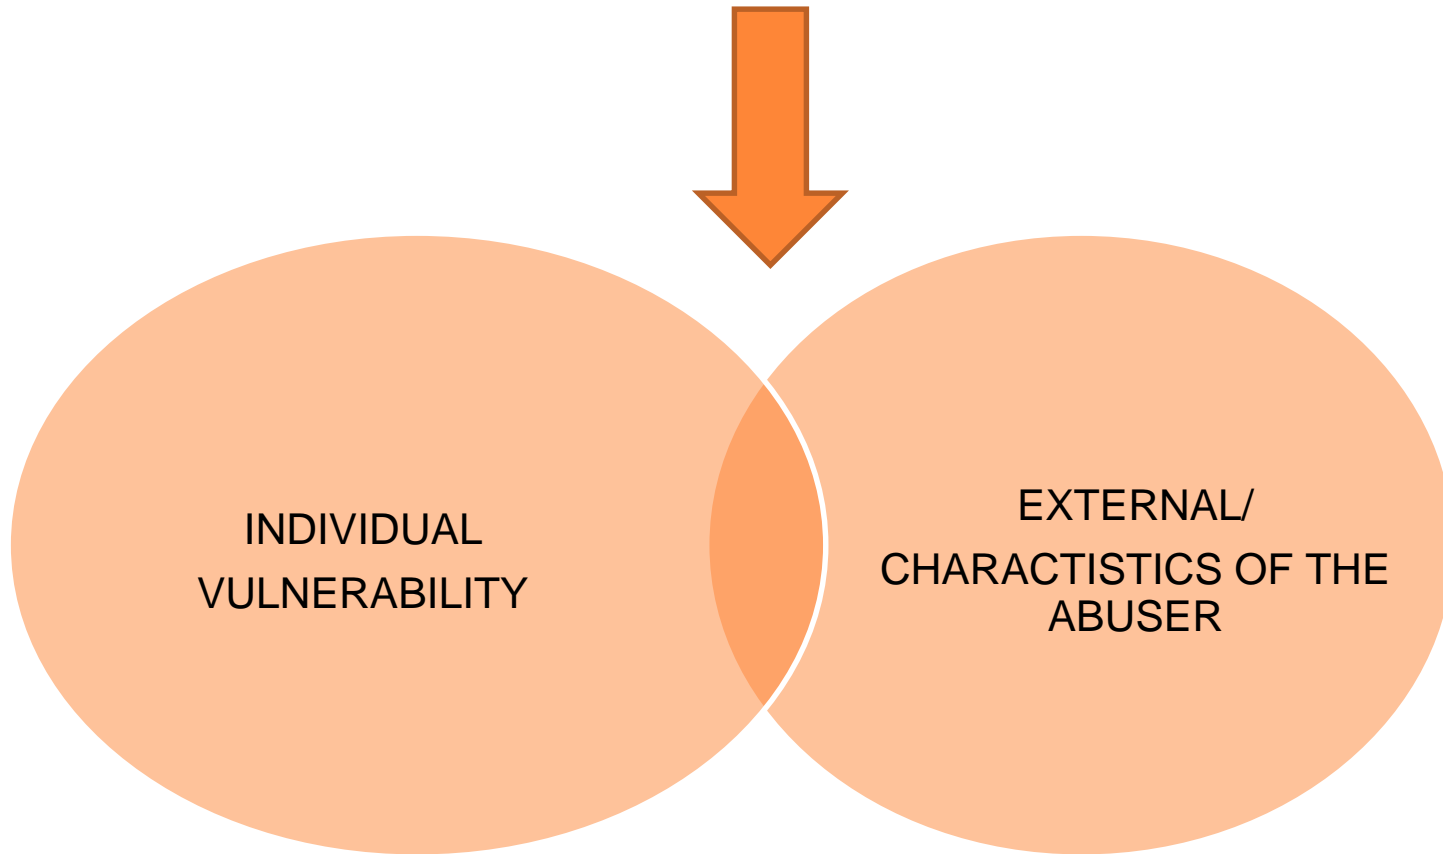 INDIVIDUAL
VULNERABILITY
EXTERNAL/
CHARACTISTICS OF THE
ABUSER